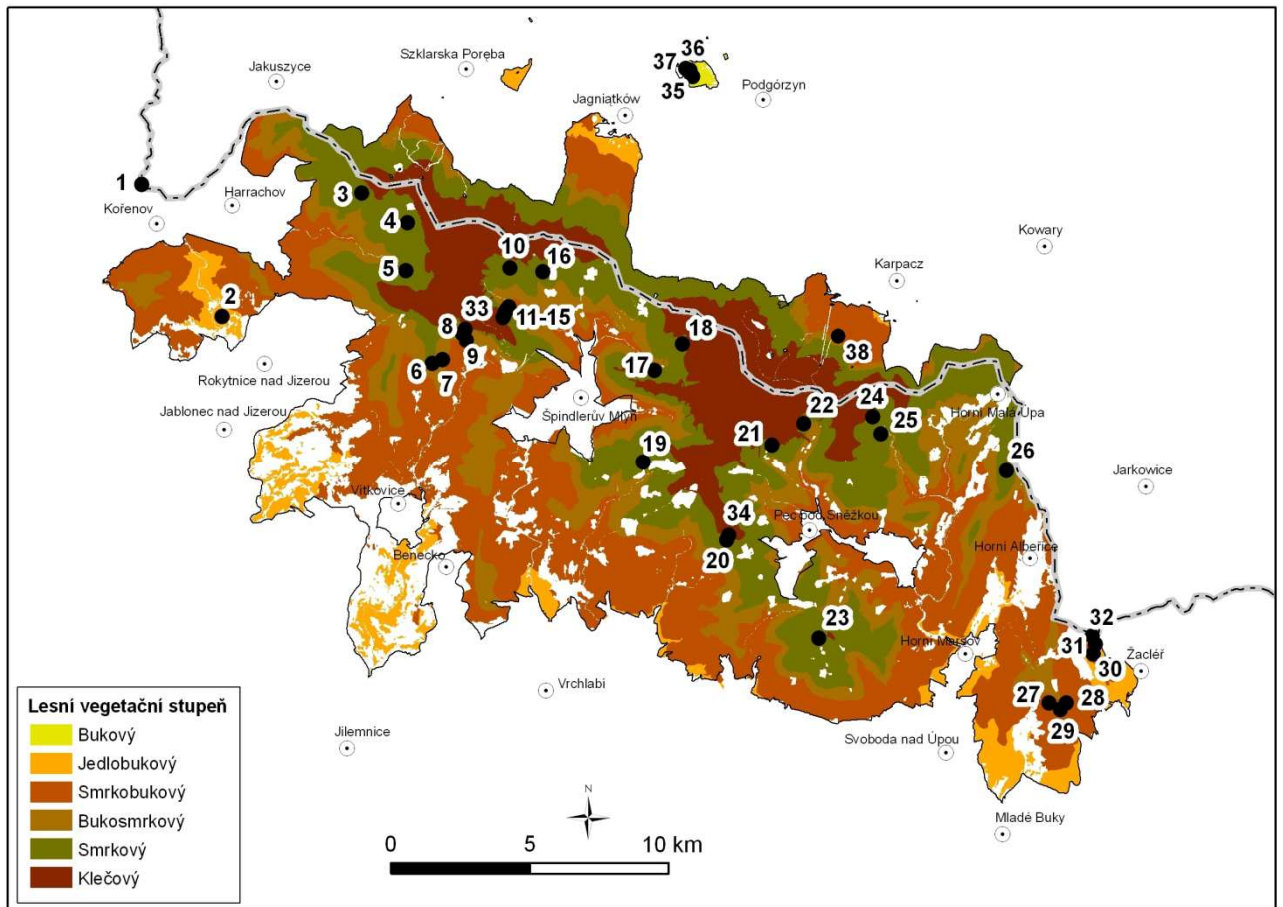 Szklarska Poręba
36
Jakuszyce
37
35
Podgórzyn
Jagniątków
1
3
Harrachov
Kořenov
4
Kowary
10
16
5
Karpacz
2
33
11-15
8
18
38
9
6
7
17
Rokytnice nad Jizerou
Špindlerův Mlýn
Horní Malá Úpa
24
22
25
Jablonec nad Jizerou
21
19
26
Jarkowice
Vítkovice
34
Pec pod Sněžkou
20
Benecko
Horní Albeřice
23
32
Horní Maršov
31
30
Žacléř
Vrchlabí
27
28
29
Lesní vegetační stupeň
Bukový
Jedlobukový
Smrkobukový
Bukosmrkový
Smrkový
Klečový
Jilemnice
Svoboda nad Úpou
N
Mladé Buky
0 5 10 km